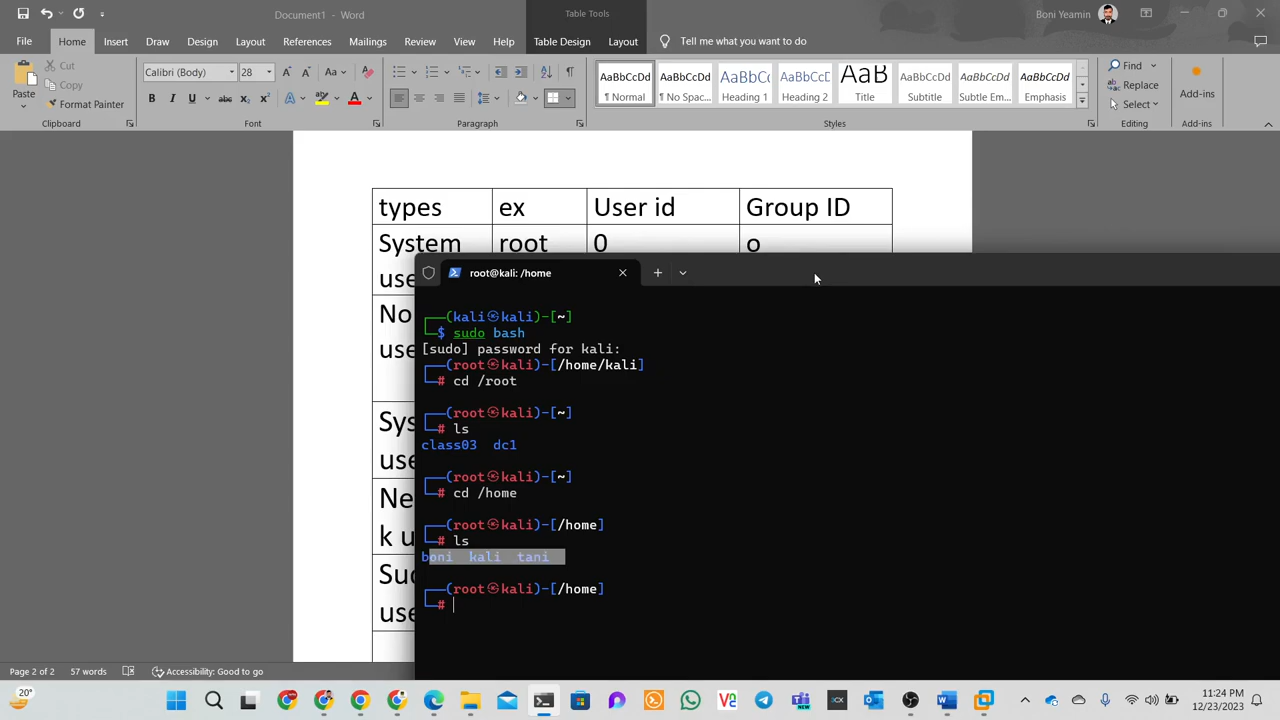 Document1 - Word
Table Tools
Boni Yeamin
File Home Insert Draw Design Layout References Mailings Review View Help Table Design Layout Tell me what you want to do
Paste
Cut
Copy
Format Painter
Clipboard
Calibri (Body) 28
Font
Paragraph
AaBbCcDd AaBbCcDd AaBbCc AaBbCcD AaB AaBbCcD AaBbCcDd AaBbCcDd
¶ Normal ¶ No Spac... Heading 1 Heading 2 Title Subtitle Subtle Em... Emphasis
Styles
Find
Replace
Select
Editing
Add-ins
Add-ins
types ex User id Group ID
System root 0 o
use
No
use
Sys
use
Ne
k u
Suc
use
root@kali: /home
┌──(kali㉿kali)-[~]
└─$ sudo bash
[sudo] password for kali:
┌──(root㉿kali)-[/home/kali]
└─# cd /root
┌──(root㉿kali)-[~]
└─# ls
class03 dc1
┌──(root㉿kali)-[~]
└─# cd /home
┌──(root㉿kali)-[/home]
└─# ls
boni kali tani
┌──(root㉿kali)-[/home]
└─#
Page 2 of 2 57 words Accessibility: Good to go
20°
11:24 PM
12/23/2023